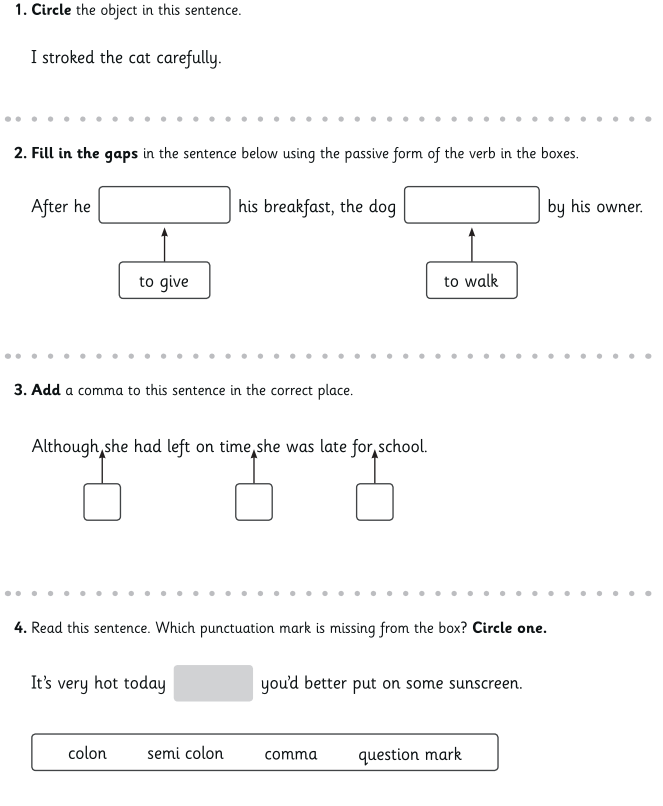 1. Circle the object in this sentence.
I stroked the cat carefully.
2. Fill in the gaps in the sentence below using the passive form of the verb in the boxes.
After he his breakfast, the dog by his owner.
to give to walk
3. Add a comma to this sentence in the correct place.
Although she had left on time she was late for school.
4. Read this sentence. Which punctuation mark is missing from the box? Circle one.
It's very hot today you'd better put on some sunscreen.
colon semi colon comma question mark